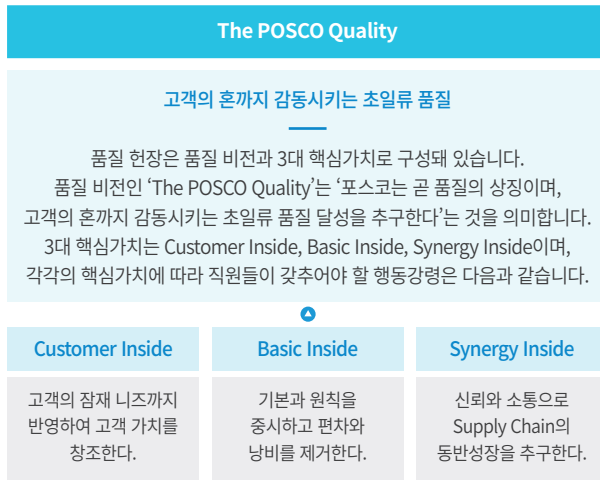 The POSCO Quality
고객의 혼까지 감동시키는 초일류 품질
품질 헌장은 품질 비전과 3대 핵심가치로 구성돼 있습니다.
품질 비전인 ‘The POSCO Quality’는 ‘포스코는 곧 품질의 상징이며,
고객의 혼까지 감동시키는 초일류 품질 달성을 추구한다’는 것을 의미합니다.
3대 핵심가치는 Customer Inside, Basic Inside, Synergy Inside이며,
각각의 핵심가치에 따라 직원들이 갖추어야 할 행동강령은 다음과 같습니다.
Customer Inside
고객의 잠재 니즈까지
반영하여 고객 가치를
창조한다.
Basic Inside
기본과 원칙을
중시하고 편차와
낭비를 제거한다.
Synergy Inside
신뢰와 소통으로
Supply Chain의
동반성장을 추구한다.